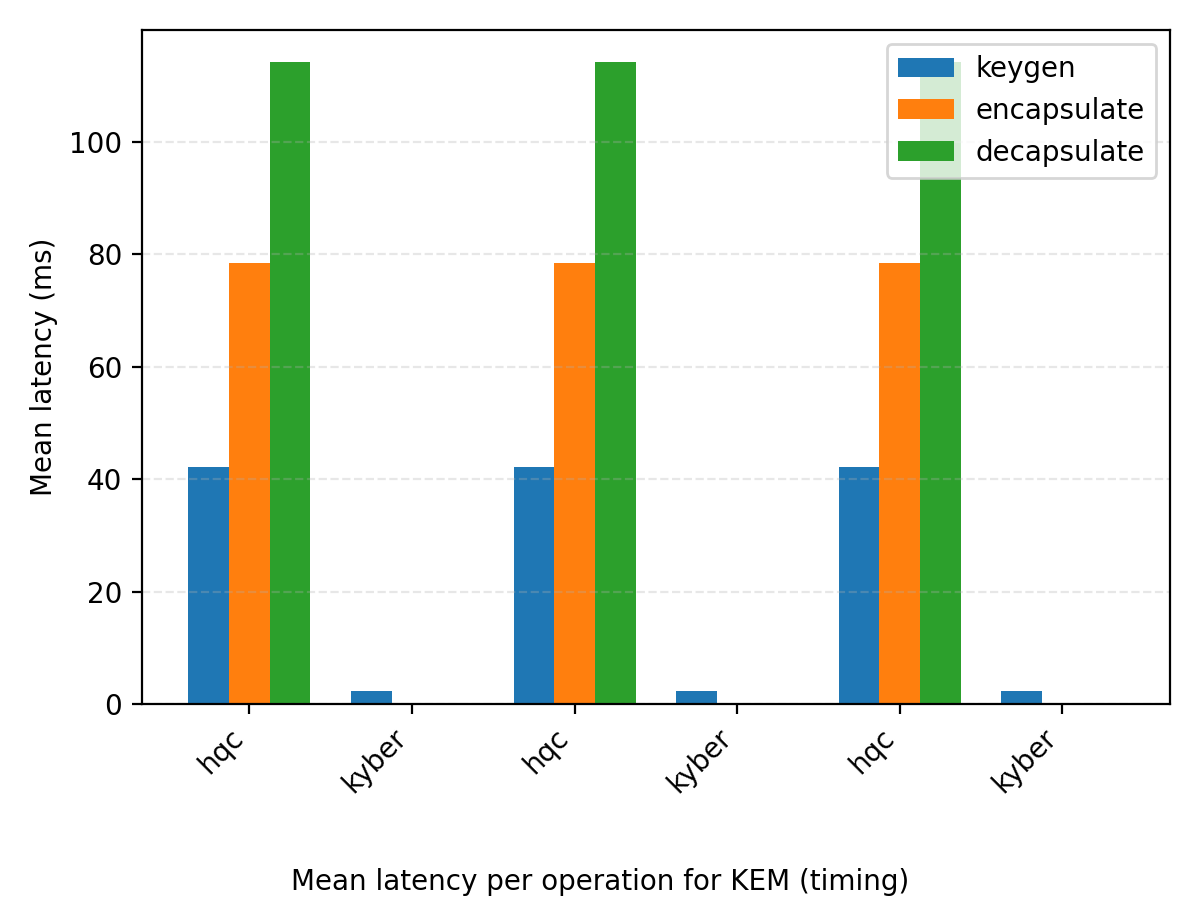 keygen
encapsulate
decapsulate
Mean latency (ms)
100
80
60
40
20
0
hqc
kyber
hqc
kyber
hqc
kyber
Mean latency per operation for KEM (timing)